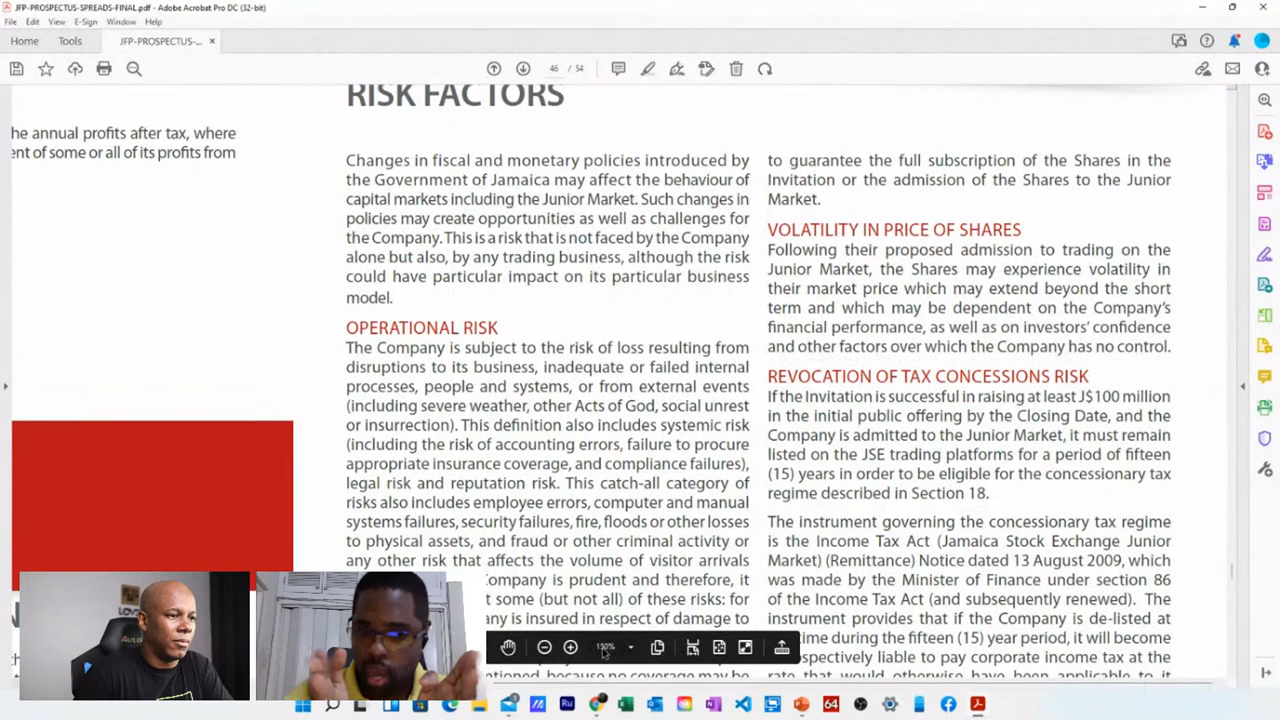 JFP-PROSPECTUS-SPREADS-FINAL.pdf - Adobe Acrobat Pro DC (32-bit)
File Edit View E-Sign Window Help
Home Tools JFP-PROSPECTUS-... ×
46 / 54
RISK FACTORS
he annual profits after tax, where
ent of some or all of its profits from
Changes in fiscal and monetary policies introduced by
the Government of Jamaica may affect the behaviour of
capital markets including the Junior Market. Such changes in
policies may create opportunities as well as challenges for
the Company. This is a risk that is not faced by the Company
alone but also, by any trading business, although the risk
could have particular impact on its particular business
model.
OPERATIONAL RISK
The Company is subject to the risk of loss resulting from
disruptions to its business, inadequate or failed internal
processes, people and systems, or from external events
(including severe weather, other Acts of God, social unrest
or insurrection). This definition also includes systemic risk
(including the risk of accounting errors, failure to procure
appropriate insurance coverage, and compliance failures),
legal risk and reputation risk. This catch-all category of
risks also includes employee errors, computer and manual
systems failures, security failures, fire, floods or other losses
to physical assets, and fraud or other criminal activity or
any other risk that affects the volume of visitor arrivals
ompany is prudent and therefore, it
t some (but not all) of these risks: for
any is insured in respect of damage to
to guarantee the full subscription of the Shares in the
Invitation or the admission of the Shares to the Junior
Market.
VOLATILITY IN PRICE OF SHARES
Following their proposed admission to trading on the
Junior Market, the Shares may experience volatility in
their market price which may extend beyond the short
term and which may be dependent on the Company's
financial performance, as well as on investors' confidence
and other factors over which the Company has no control.
REVOCATION OF TAX CONCESSIONS RISK
If the Invitation is successful in raising at least J$100 million
in the initial public offering by the Closing Date, and the
Company is admitted to the Junior Market, it must remain
listed on the JSE trading platforms for a period of fifteen
(15) years in order to be eligible for the concessionary tax
regime described in Section 18.
The instrument governing the concessionary tax regime
is the Income Tax Act (Jamaica Stock Exchange Junior
Market) (Remittance) Notice dated 13 August 2009, which
was made by the Minister of Finance under section 86
of the Income Tax Act (and subsequently renewed). The
instrument provides that if the Company is de-listed at
time during the fifteen (15) year period, it will become
spectively liable to pay corporate income tax at the
rate that would otherwise have been applicable to it
150%
Ru
64